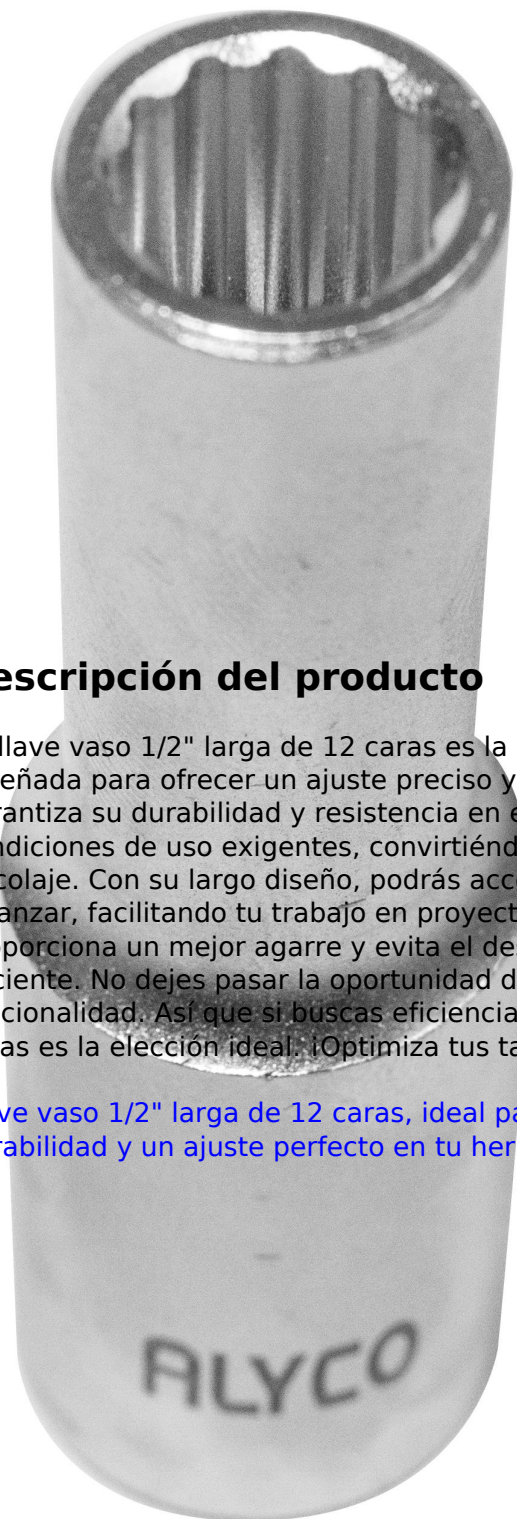 escripción del producto
llave vaso 1/2" larga de 12 caras es la
eñada para ofrecer un ajuste preciso y
rantiza su durabilidad y resistencia en e
ndiciones de uso exigentes, convirtiénd
colaje. Con su largo diseño, podrás acc
anzar, facilitando tu trabajo en proyect
oporciona un mejor agarre y evita el de
ciente. No dejes pasar la oportunidad d
cionalidad. Así que si buscas eficiencia
as es la elección ideal. ¡Optimiza tus ta
ve vaso 1/2" larga de 12 caras, ideal pa
rabilidad y un ajuste perfecto en tu her
ALYCO